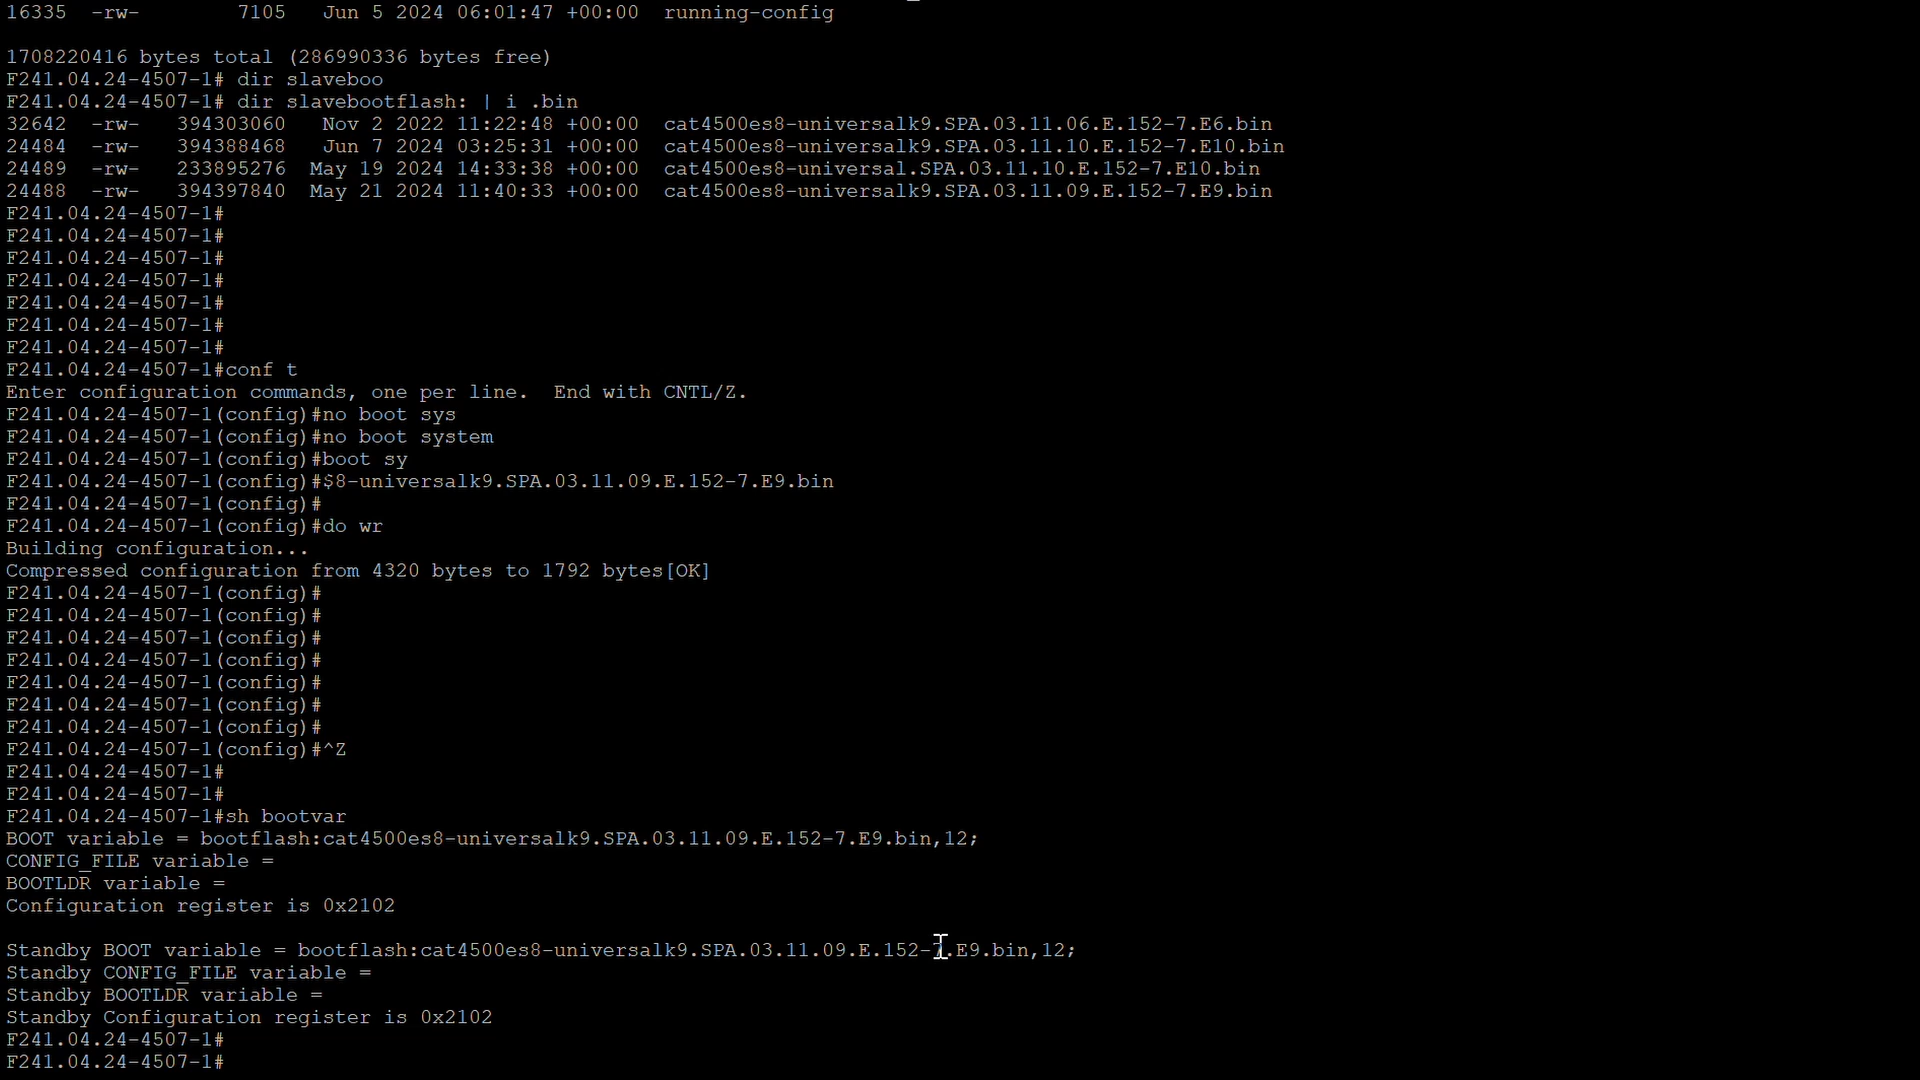 16335  -rw-        7105   Jun 5 2024 06:01:47 +00:00  running-config
1708220416 bytes total (286990336 bytes free)
F241.04.24-4507-1# dir slaveboo
F241.04.24-4507-1# dir slavebootflash: | i .bin
32642  -rw-   394303060   Nov 2 2022 11:22:48 +00:00  cat4500es8-universalk9.SPA.03.11.06.E.152-7.E6.bin
24484  -rw-   394388468   Jun 7 2024 03:25:31 +00:00  cat4500es8-universalk9.SPA.03.11.10.E.152-7.E10.bin
24489  -rw-   233895276  May 19 2024 14:33:38 +00:00  cat4500es8-universal.SPA.03.11.10.E.152-7.E10.bin
24488  -rw-   394397840  May 21 2024 11:40:33 +00:00  cat4500es8-universalk9.SPA.03.11.09.E.152-7.E9.bin
F241.04.24-4507-1#
F241.04.24-4507-1#
F241.04.24-4507-1#
F241.04.24-4507-1#
F241.04.24-4507-1#
F241.04.24-4507-1#
F241.04.24-4507-1#
F241.04.24-4507-1#conf t
Enter configuration commands, one per line.  End with CNTL/Z.
F241.04.24-4507-1(config)#no boot sys
F241.04.24-4507-1(config)#no boot system
F241.04.24-4507-1(config)#boot sy
F241.04.24-4507-1(config)#$8-universalk9.SPA.03.11.09.E.152-7.E9.bin
F241.04.24-4507-1(config)#
F241.04.24-4507-1(config)#do wr
Building configuration...
Compressed configuration from 4320 bytes to 1792 bytes[OK]
F241.04.24-4507-1(config)#
F241.04.24-4507-1(config)#
F241.04.24-4507-1(config)#
F241.04.24-4507-1(config)#
F241.04.24-4507-1(config)#
F241.04.24-4507-1(config)#
F241.04.24-4507-1(config)#
F241.04.24-4507-1(config)#^Z
F241.04.24-4507-1#
F241.04.24-4507-1#
F241.04.24-4507-1#sh bootvar
BOOT variable = bootflash:cat4500es8-universalk9.SPA.03.11.09.E.152-7.E9.bin,12;
CONFIG_FILE variable =
BOOTLDR variable =
Configuration register is 0x2102
Standby BOOT variable = bootflash:cat4500es8-universalk9.SPA.03.11.09.E.152-7.E9.bin,12;
Standby CONFIG_FILE variable =
Standby BOOTLDR variable =
Standby Configuration register is 0x2102
F241.04.24-4507-1#
F241.04.24-4507-1#